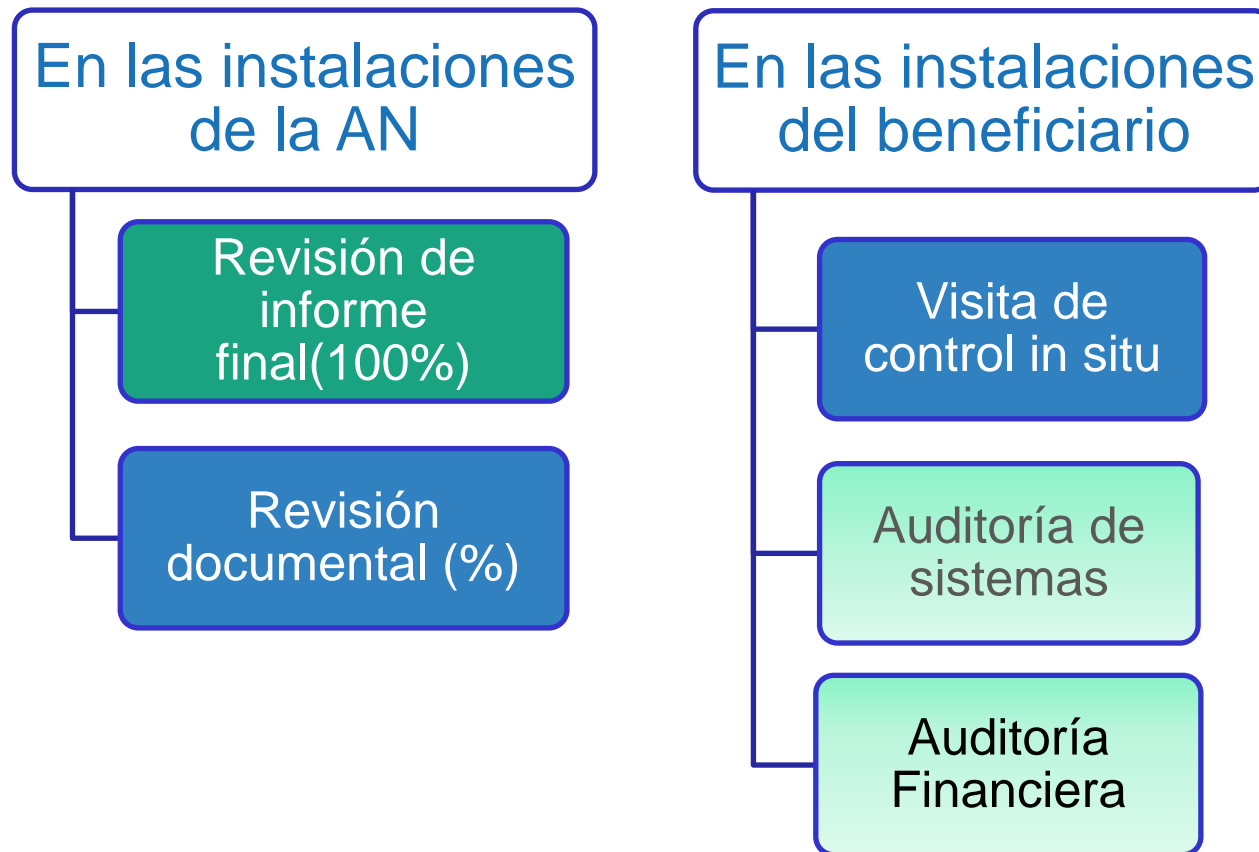 En las instalaciones
de la AN
Revisión de
informe
final(100%)
Revisión
documental (%)
En las instalaciones
del beneficiario
Visita de
control in situ
Auditoría de
sistemas
Auditoría
Financiera